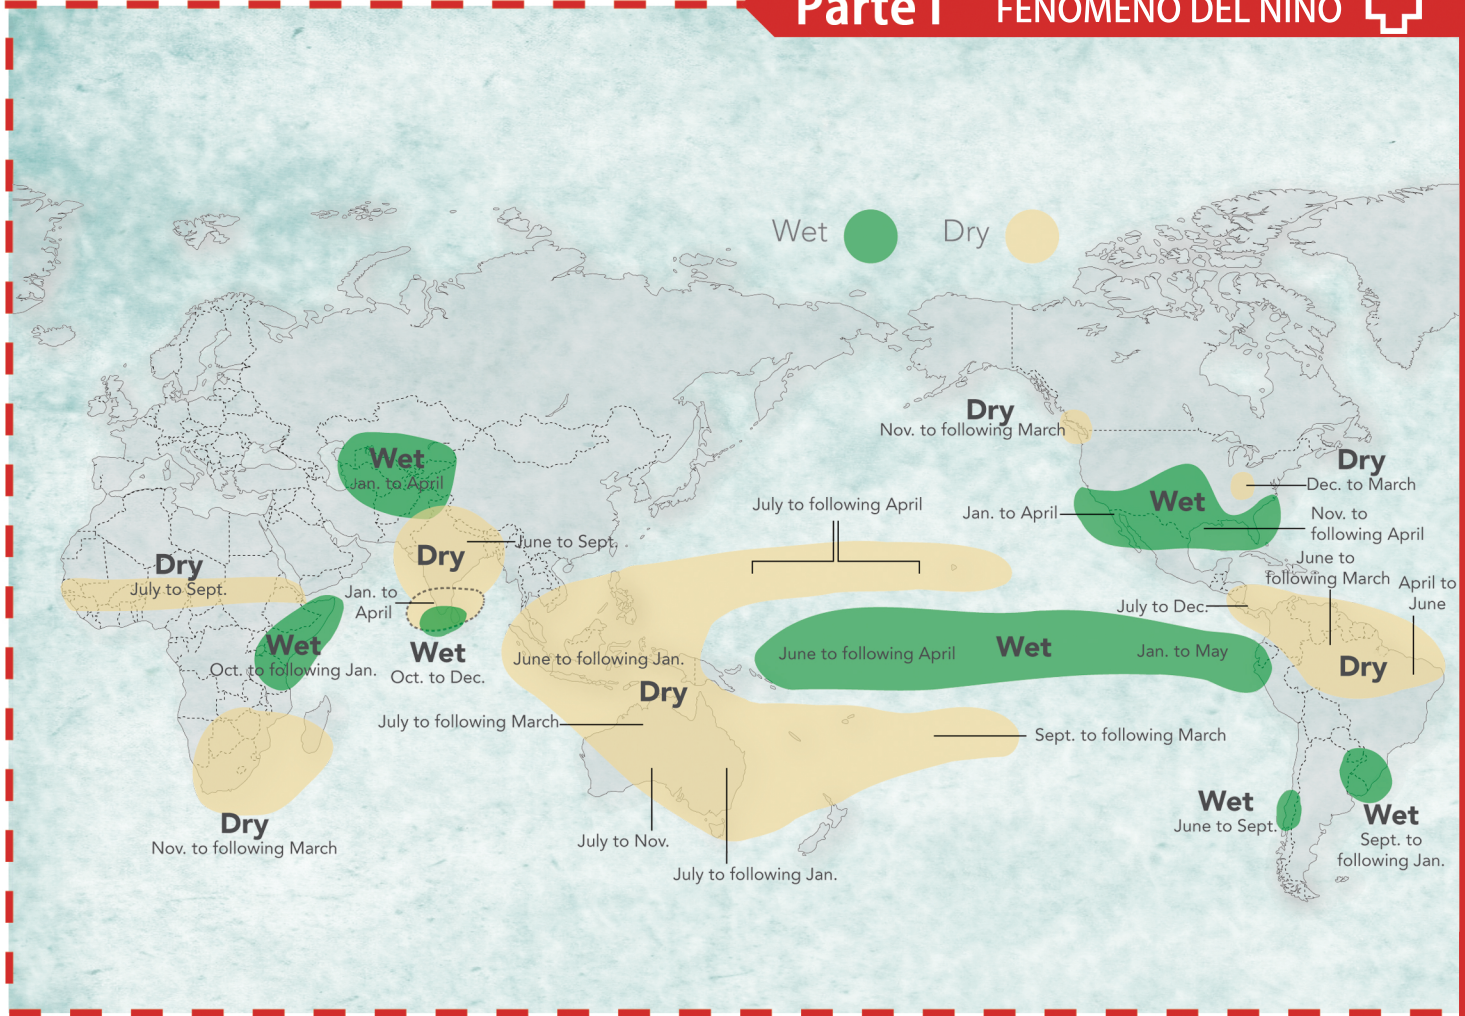 Parte I
FENÓMENO DEL NIÑO
Wet
Dry
Dry
Nov. to following March
Wet
Jan. to April
Dry
Dec. to March
July to following April
Jan. to April
Wet
Nov. to
following April
Dry
June to Sept.
Dry
July to Sept.
Jan. to
April
June to
following March
April to
June
July to Dec.
Wet
Oct. to following Jan.
Wet
Oct. to Dec.
June to following Jan.
Dry
June to following April
Wet
Jan. to May
Dry
July to following March
Sept. to following March
Dry
Nov. to following March
July to Nov.
July to following Jan.
Wet
June to Sept.
Wet
Sept. to
following Jan.